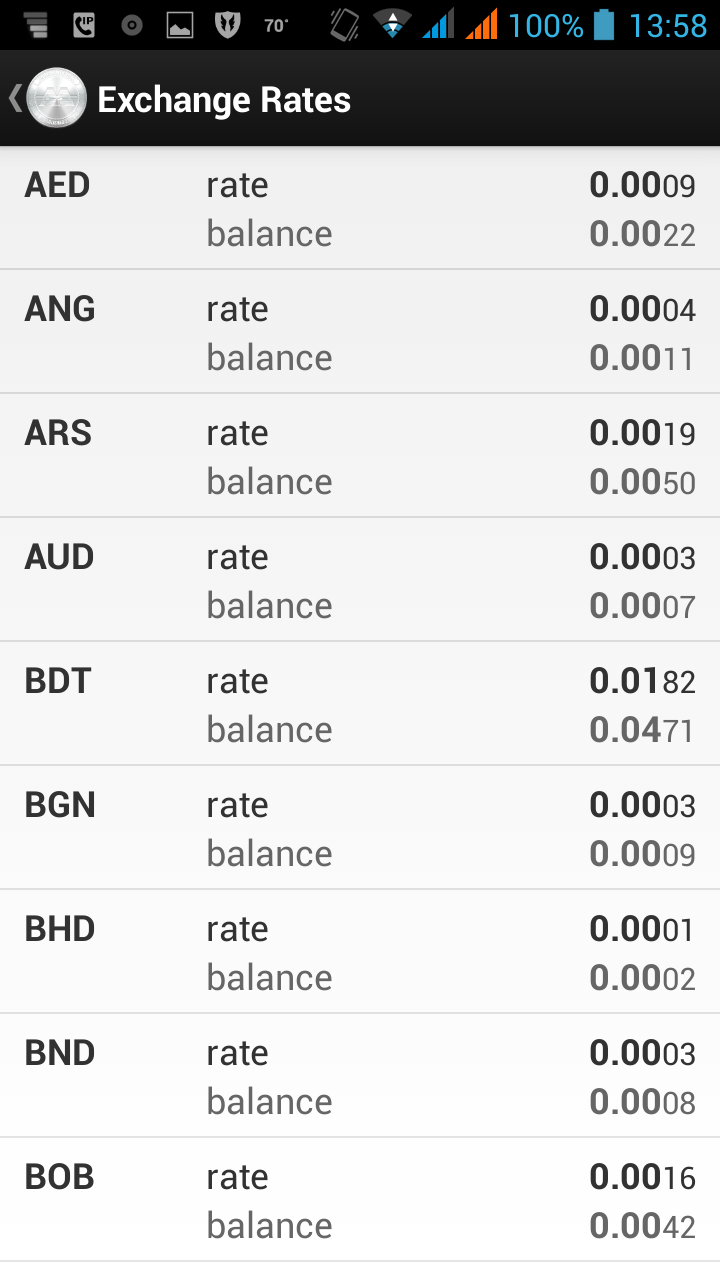 70° 100% 13:58
Exchange Rates
AED rate 0.0009
balance 0.0022
ANG rate 0.0004
balance 0.0011
ARS rate 0.0019
balance 0.0050
AUD rate 0.0003
balance 0.0007
BDT rate 0.0182
balance 0.0471
BGN rate 0.0003
balance 0.0009
BHD rate 0.0001
balance 0.0002
BND rate 0.0003
balance 0.0008
BOB rate 0.0016
balance 0.0042